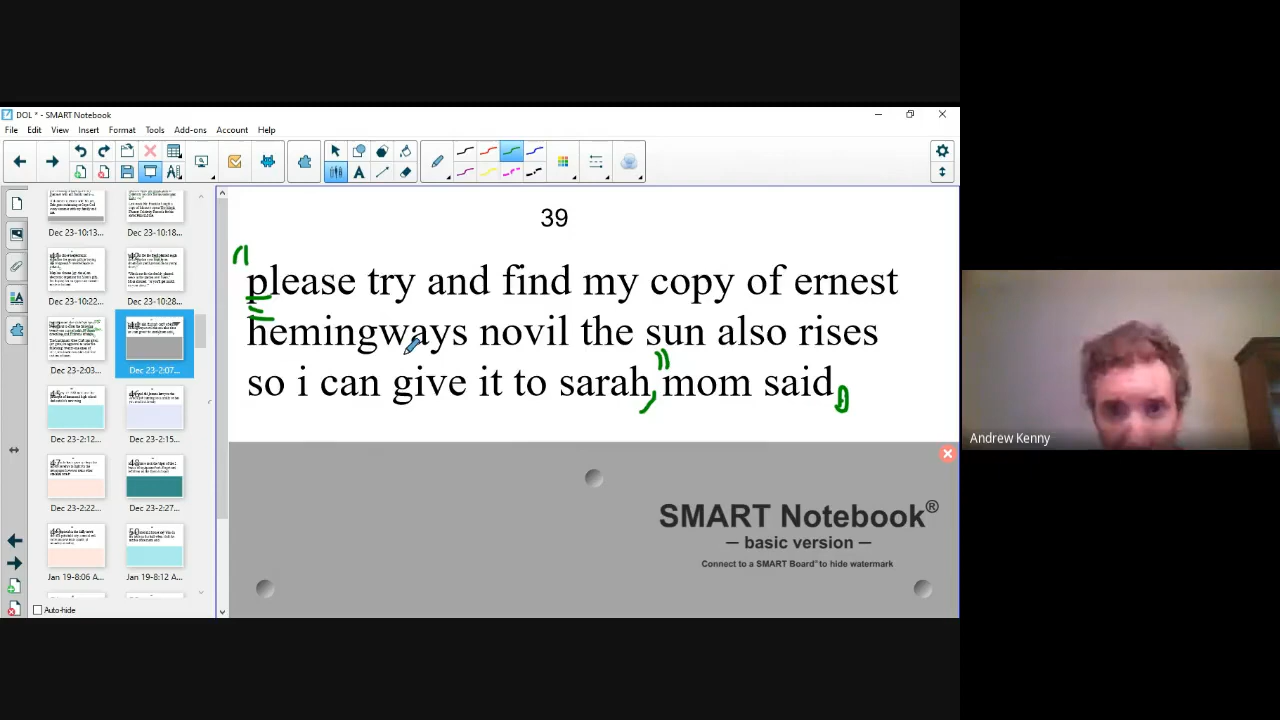 DOL * - SMART Notebook
File Edit View Insert Format Tools Add-ons Account Help
39
"please try and find my copy of ernest
hemingways novil the sun also rises
so i can give it to sarah," mom said.
Dec 23-10:13... Dec 23-10:18...
Dec 23-10:22... Dec 23-10:28...
Dec 23-2:03... Dec 23-2:07...
Dec 23-2:12... Dec 23-2:15...
47 48
Dec 23-2:22... Dec 23-2:27...
49 50
Jan 19-8:06 A... Jan 19-8:12 A...
Auto-hide
SMART Notebook®
— basic version —
Connect to a SMART Board™ to hide watermark
Andrew Kenny